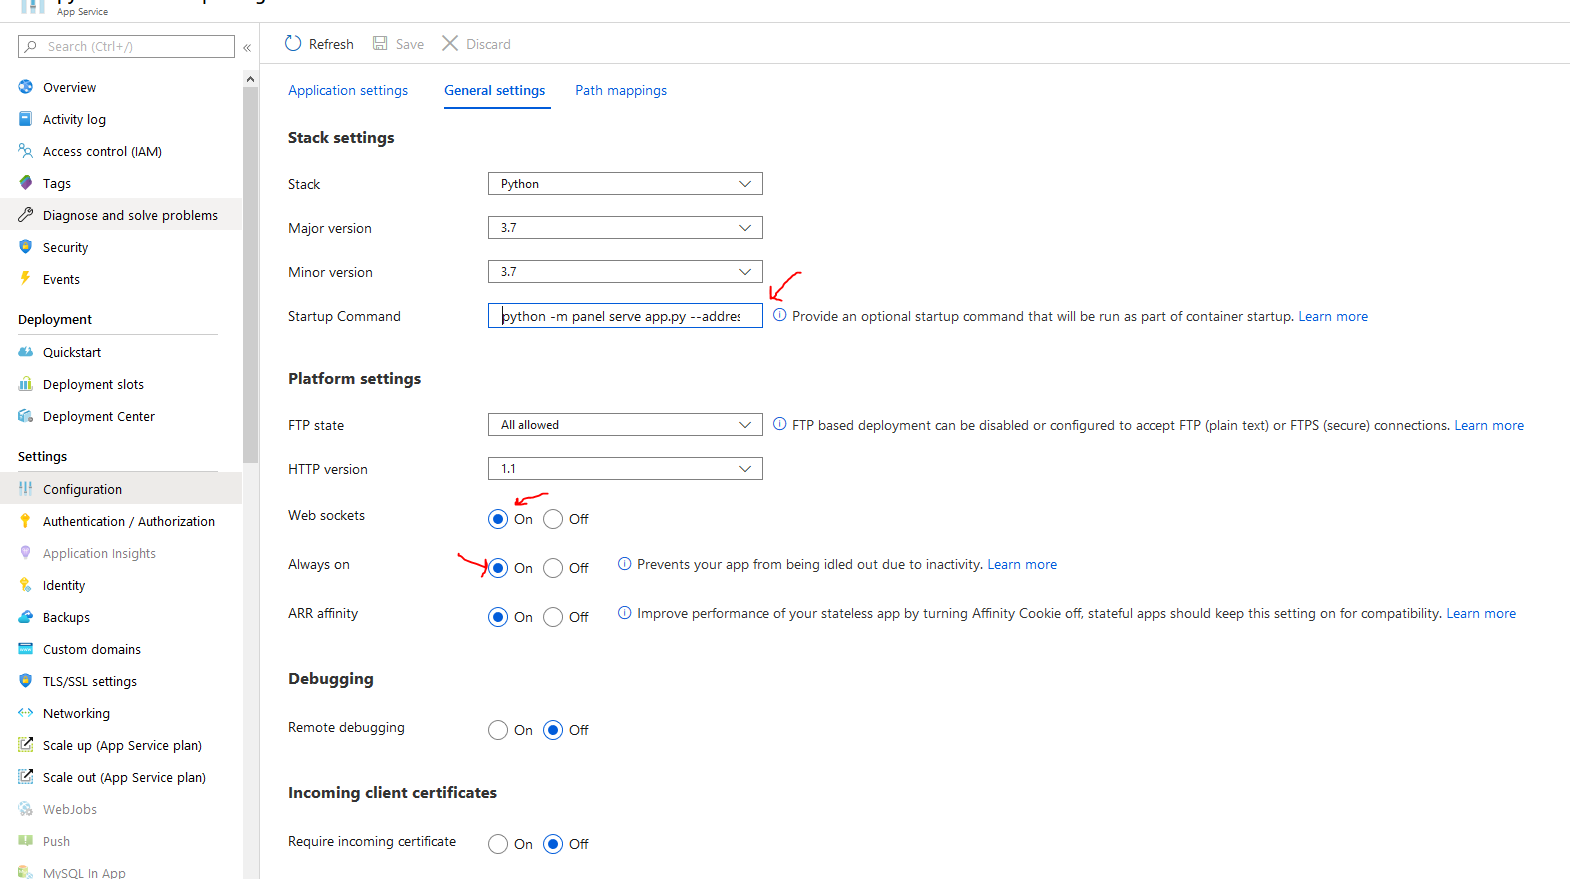 App Service
Search (Ctrl+/)
«
Overview
Activity log
Access control (IAM)
Tags
Diagnose and solve problems
Security
Events
Deployment
Quickstart
Deployment slots
Deployment Center
Settings
Configuration
Authentication / Authorization
Application Insights
Identity
Backups
Custom domains
TLS/SSL settings
Networking
Scale up (App Service plan)
Scale out (App Service plan)
WebJobs
Push
MySQL In App
Refresh Save Discard
Application settings General settings Path mappings
Stack settings
Stack Python
Major version 3.7
Minor version 3.7
Startup Command python -m panel serve app.py --addres Provide an optional startup command that will be run as part of container startup. Learn more
Platform settings
FTP state All allowed FTP based deployment can be disabled or configured to accept FTP (plain text) or FTPS (secure) connections. Learn more
HTTP version 1.1
Web sockets On Off
Always on On Off Prevents your app from being idled out due to inactivity. Learn more
ARR affinity On Off Improve performance of your stateless app by turning Affinity Cookie off, stateful apps should keep this setting on for compatibility. Learn more
Debugging
Remote debugging On Off
Incoming client certificates
Require incoming certificate On Off